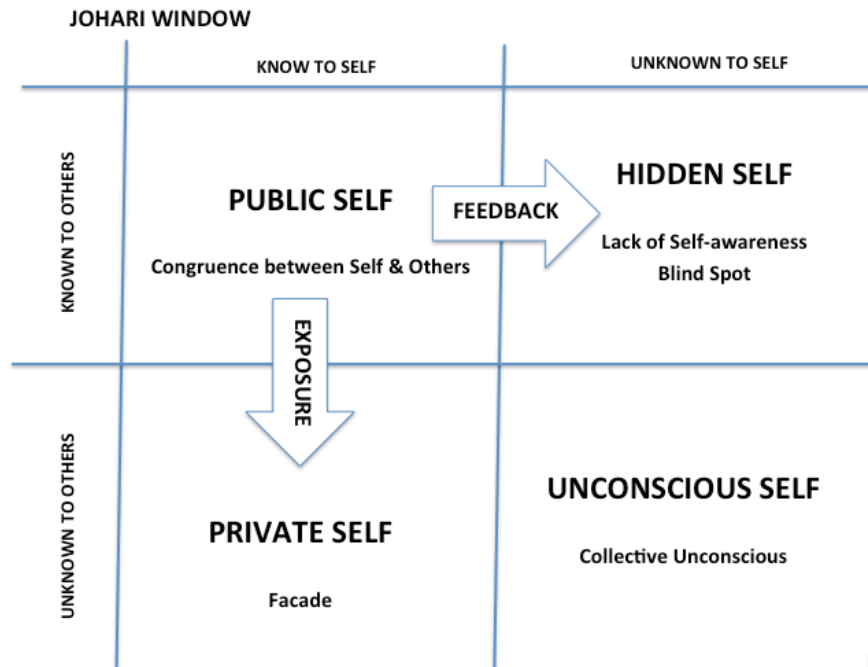 JOHARI WINDOW
KNOW TO SELF
UNKNOWN TO SELF
KNOWN TO OTHERS
PUBLIC SELF
Congruence between Self & Others
FEEDBACK
HIDDEN SELF
Lack of Self-awareness
Blind Spot
EXPOSURE
UNKNOWN TO OTHERS
PRIVATE SELF
Facade
UNCONSCIOUS SELF
Collective Unconscious